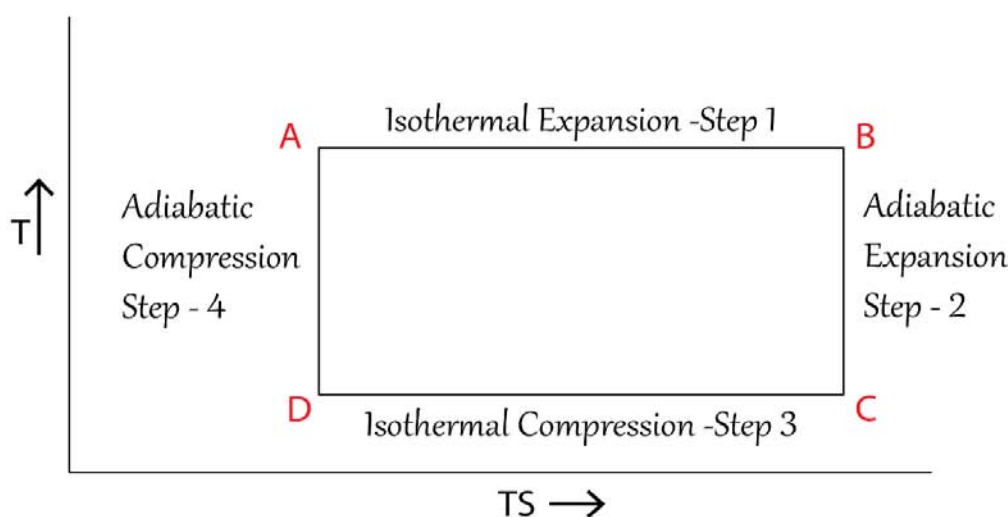 Isothermal Expansion -Step 1
A
B
T
Adiabatic
Compression
Step - 4
Adiabatic
Expansion
Step - 2
D
C
Isothermal Compression -Step 3
TS